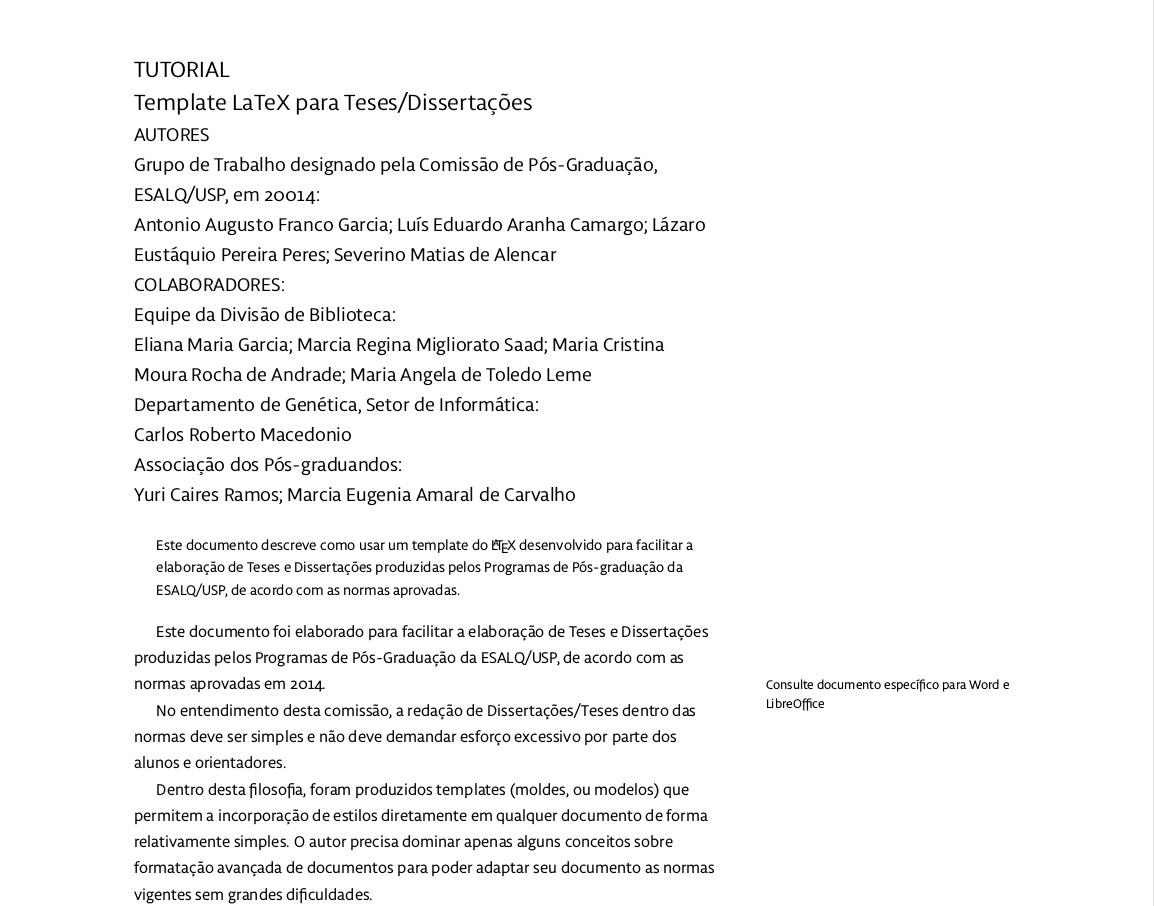 TUTORIAL
Template LaTeX para Teses/Dissertações
AUTORES
Grupo de Trabalho designado pela Comissão de Pós-Graduação,
ESALQ/USP, em 20014:
Antonio Augusto Franco Garcia; Luís Eduardo Aranha Camargo; Lázaro
Eustáquio Pereira Peres; Severino Matias de Alencar
COLABORADORES:
Equipe da Divisão de Biblioteca:
Eliana Maria Garcia; Marcia Regina Migliorato Saad; Maria Cristina
Moura Rocha de Andrade; Maria Angela de Toledo Leme
Departamento de Genética, Setor de Informática:
Carlos Roberto Macedonio
Associação dos Pós-graduandos:
Yuri Caires Ramos; Marcia Eugenia Amaral de Carvalho
Este documento descreve como usar um template do LATEX desenvolvido para facilitar a
elaboração de Teses e Dissertações produzidas pelos Programas de Pós-graduação da
ESALQ/USP, de acordo com as normas aprovadas.
Este documento foi elaborado para facilitar a elaboração de Teses e Dissertações
produzidas pelos Programas de Pós-Graduação da ESALQ/USP, de acordo com as
normas aprovadas em 2014.
Consulte documento específico para Word e
LibreOffice
No entendimento desta comissão, a redação de Dissertações/Teses dentro das
normas deve ser simples e não deve demandar esforço excessivo por parte dos
alunos e orientadores.
Dentro desta filosofia, foram produzidos templates (moldes, ou modelos) que
permitem a incorporação de estilos diretamente em qualquer documento de forma
relativamente simples. O autor precisa dominar apenas alguns conceitos sobre
formatação avançada de documentos para poder adaptar seu documento as normas
vigentes sem grandes dificuldades.